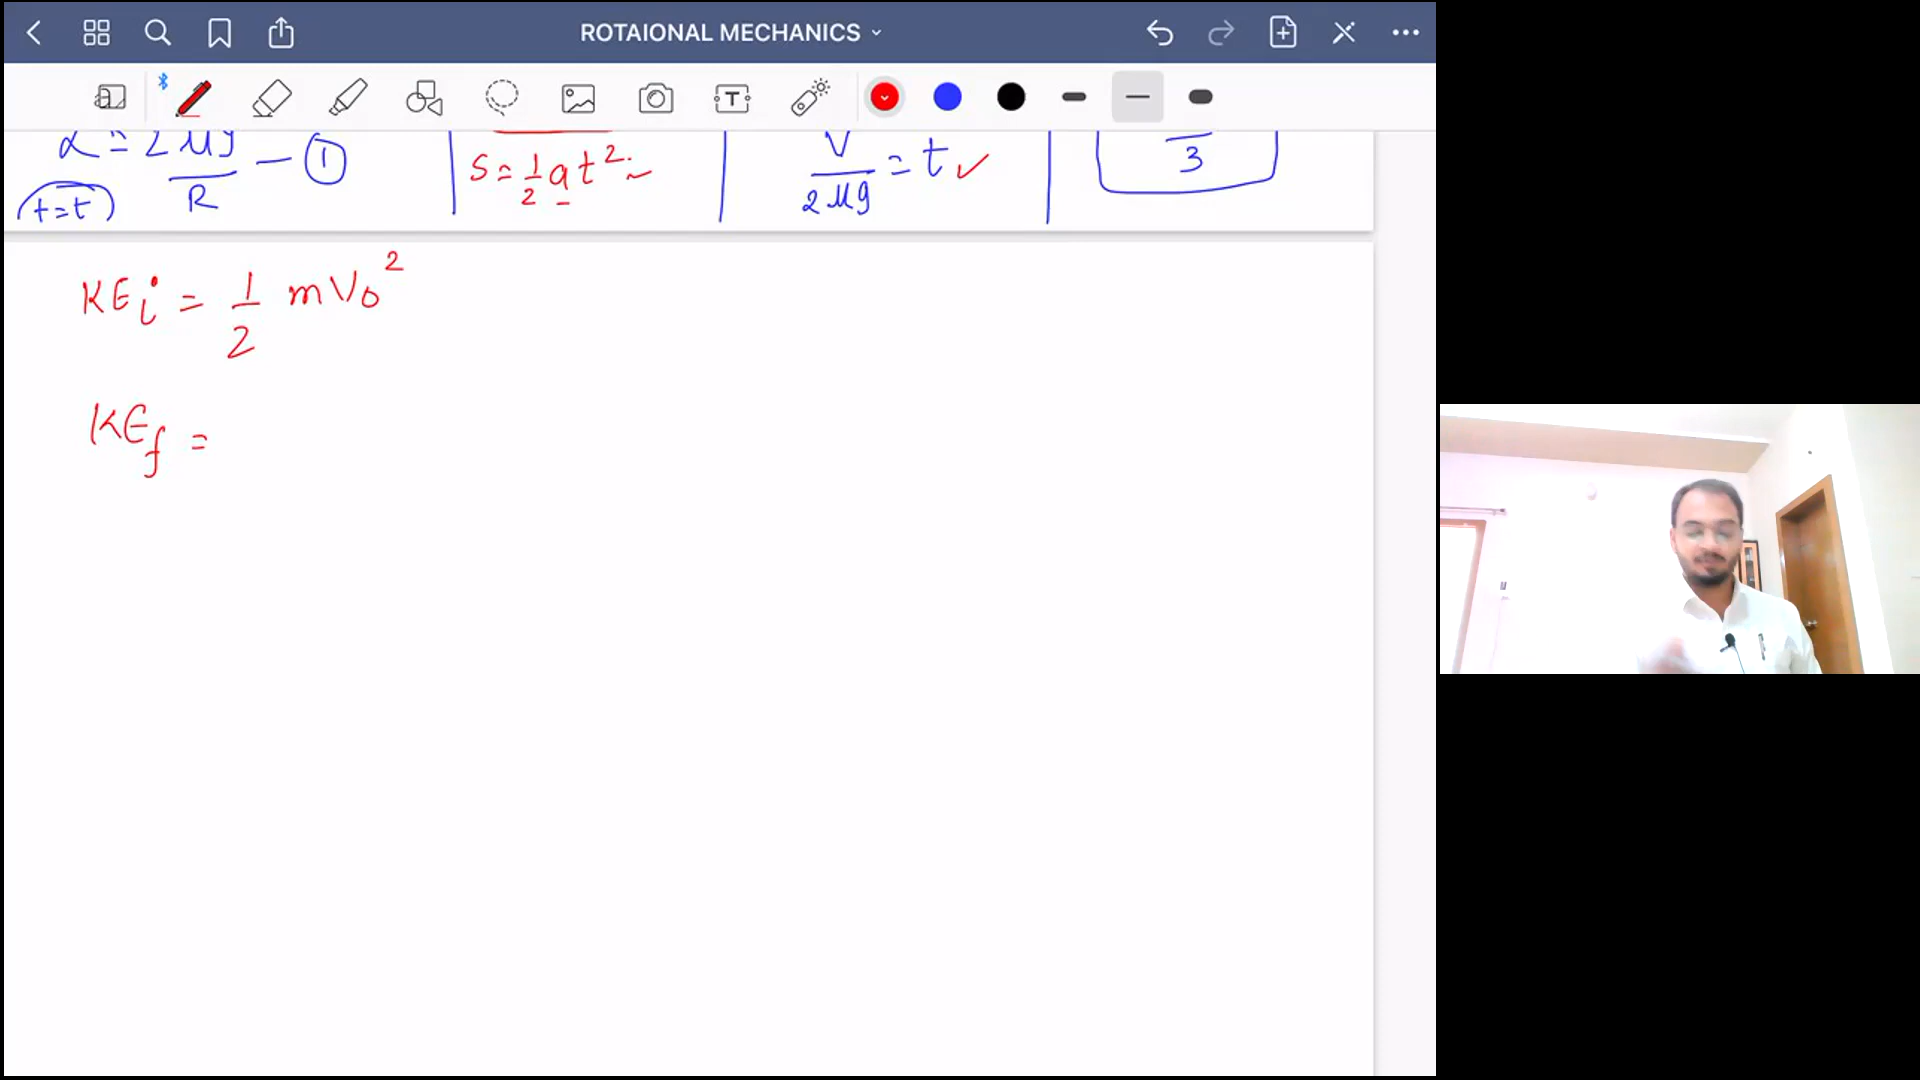 ROTAIONAL MECHANICS
α = 2μg / R — ①
(t=t)
S = 1/2 at²
V / 2μg = t ✓
3
KEi = 1/2 mV₀²
KEf =